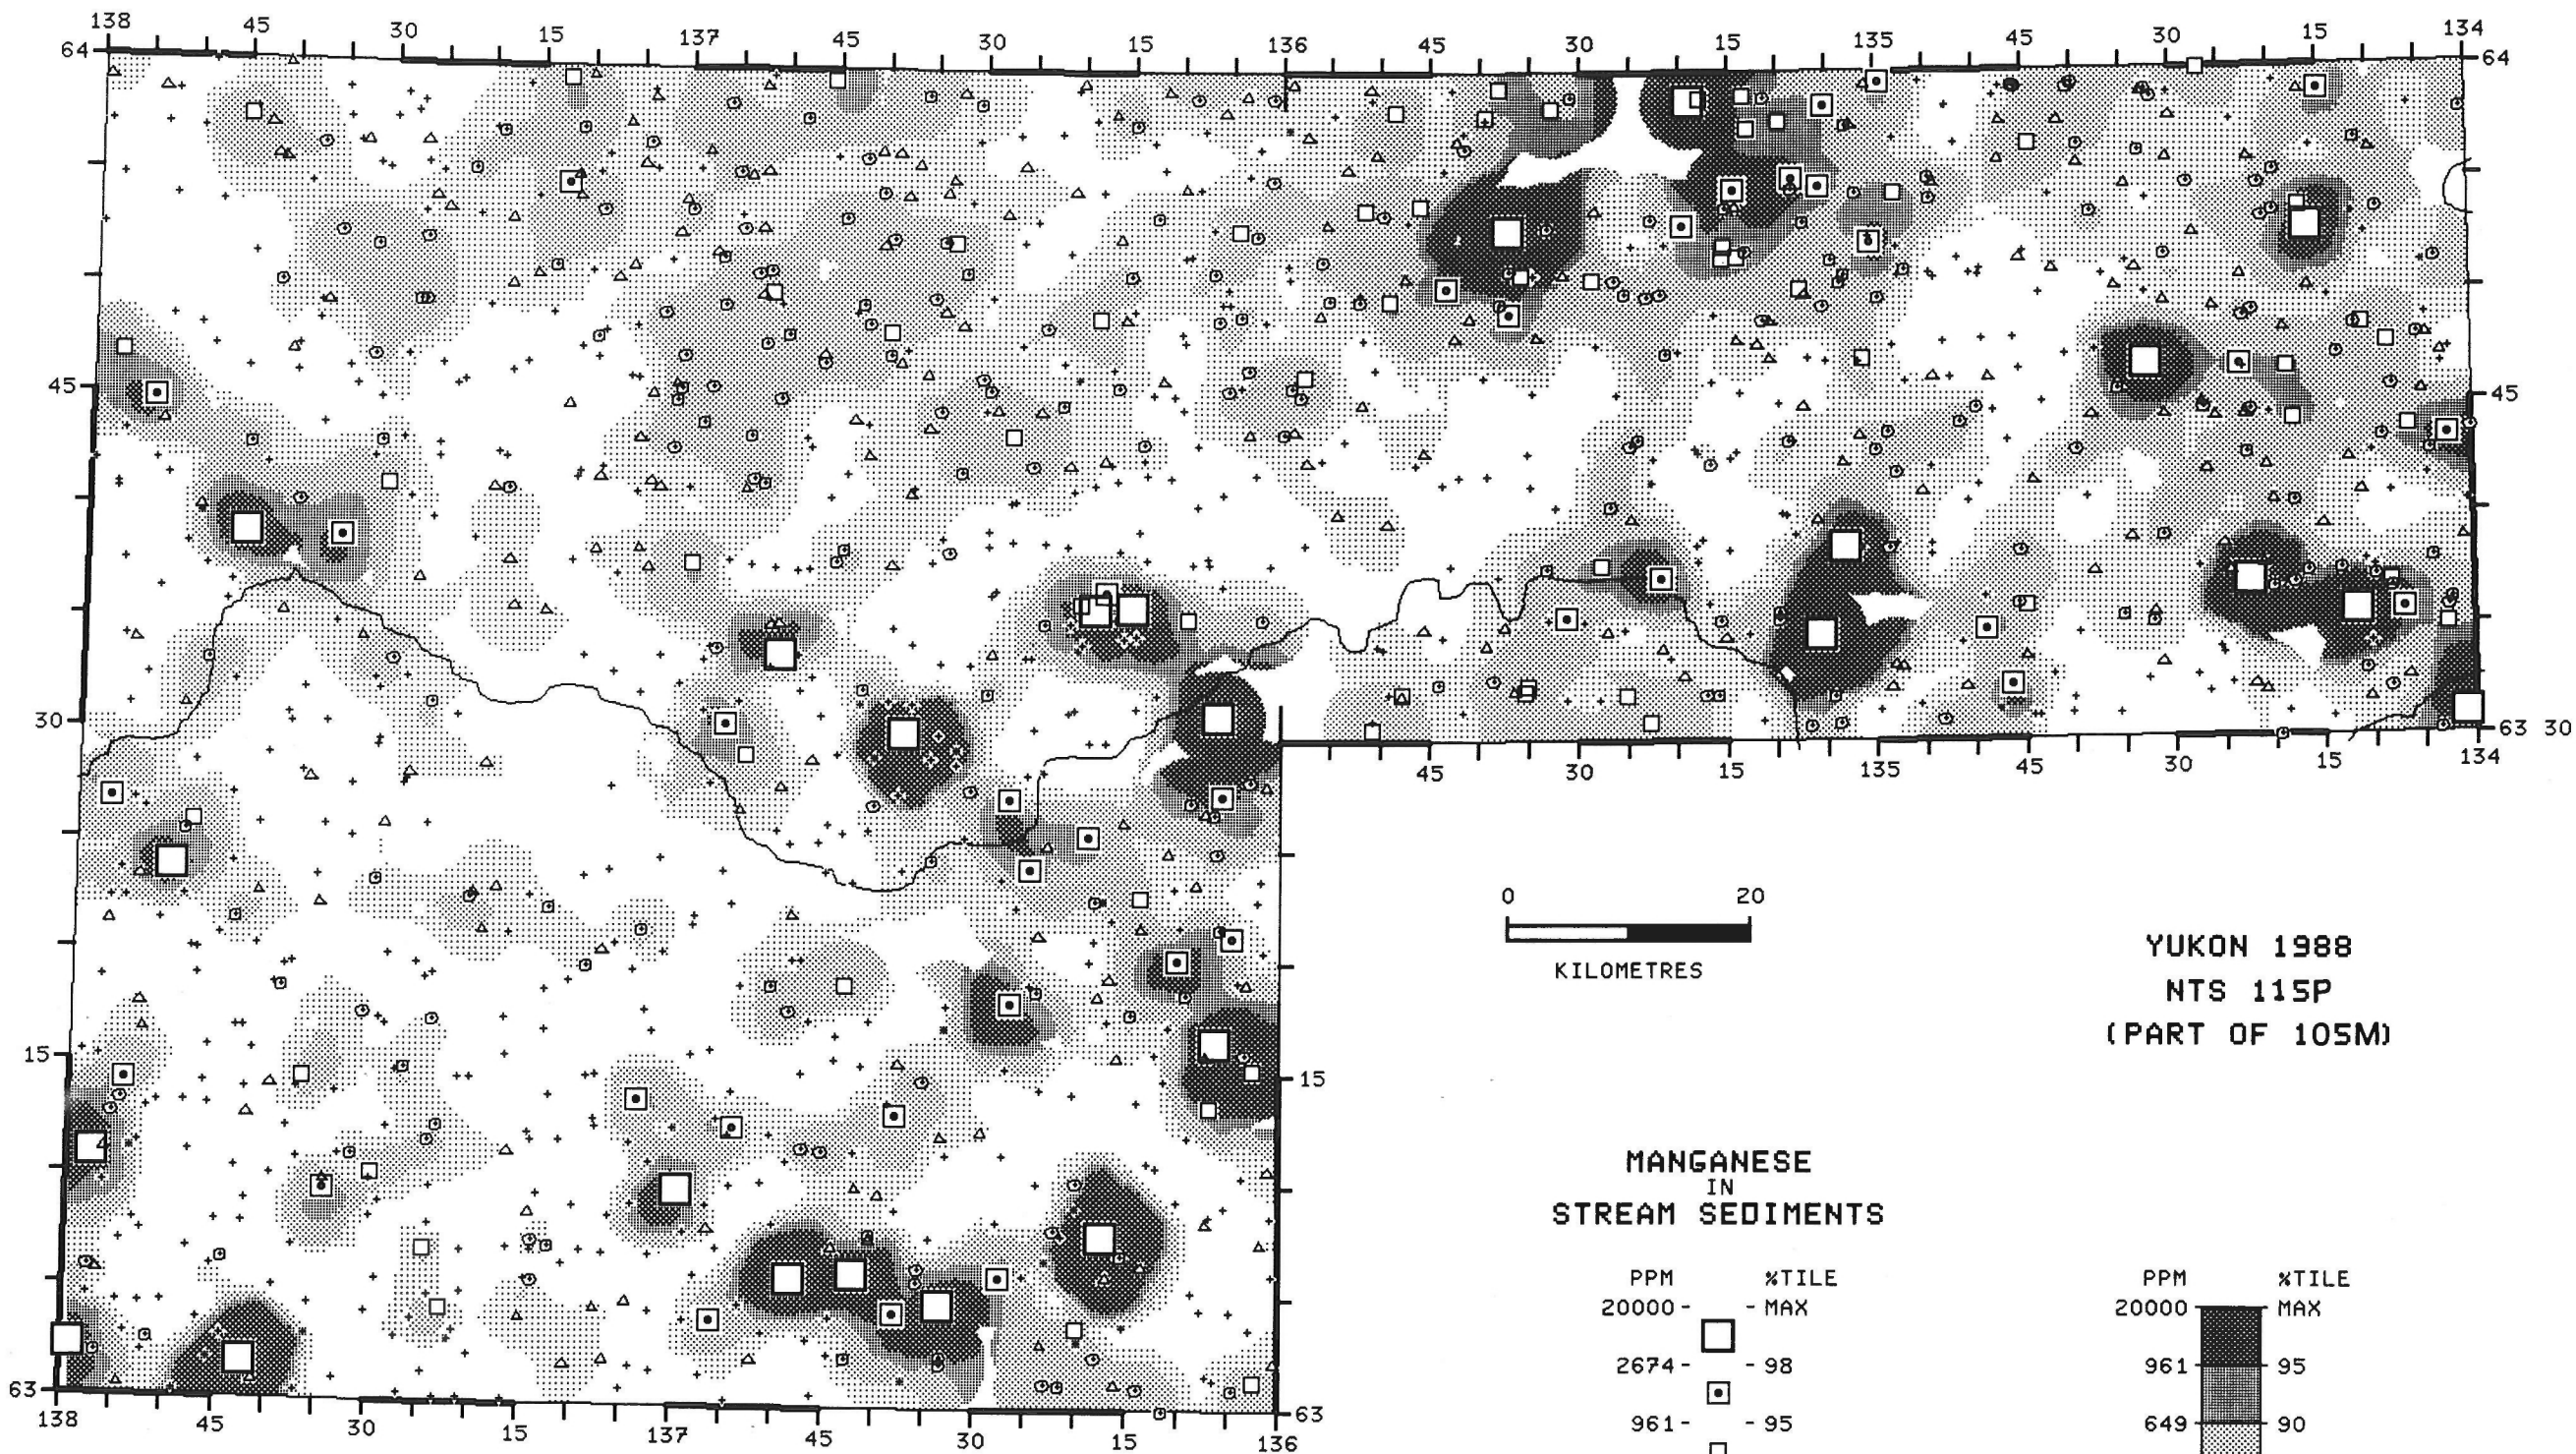 138 45 30 15 137 45 30 15 136 45 30 15 135 45 30 15 134
64 64
45 45
30 63 30
45 30 15 135 45 30 15 134
0 20
KILOMETRES
YUKON 1988
NTS 115P
(PART OF 105M)
15 15
MANGANESE
IN
STREAM SEDIMENTS
PPM %TILE PPM %TILE
20000- -MAX 20000 MAX
2674- -98 961 95
961- -95 649 90
63 63
138 45 30 15 137 45 30 15 136